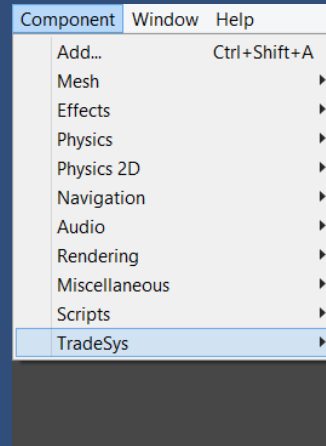 Component Window Help
Add... Ctrl+Shift+A
Mesh
Effects
Physics
Physics 2D
Navigation
Audio
Rendering
Miscellaneous
Scripts
TradeSys